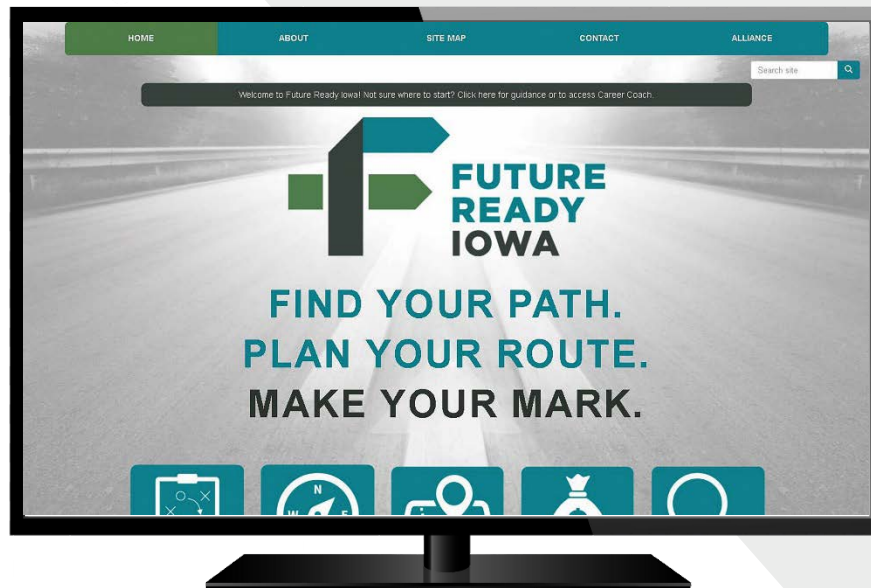 HOME ABOUT SITE MAP CONTACT ALLIANCE
Search site
Welcome to Future Ready Iowa! Not sure where to start? Click here for guidance or to access Career Coach.
FUTURE
READY
IOWA
FIND YOUR PATH.
PLAN YOUR ROUTE.
MAKE YOUR MARK.
N
W E